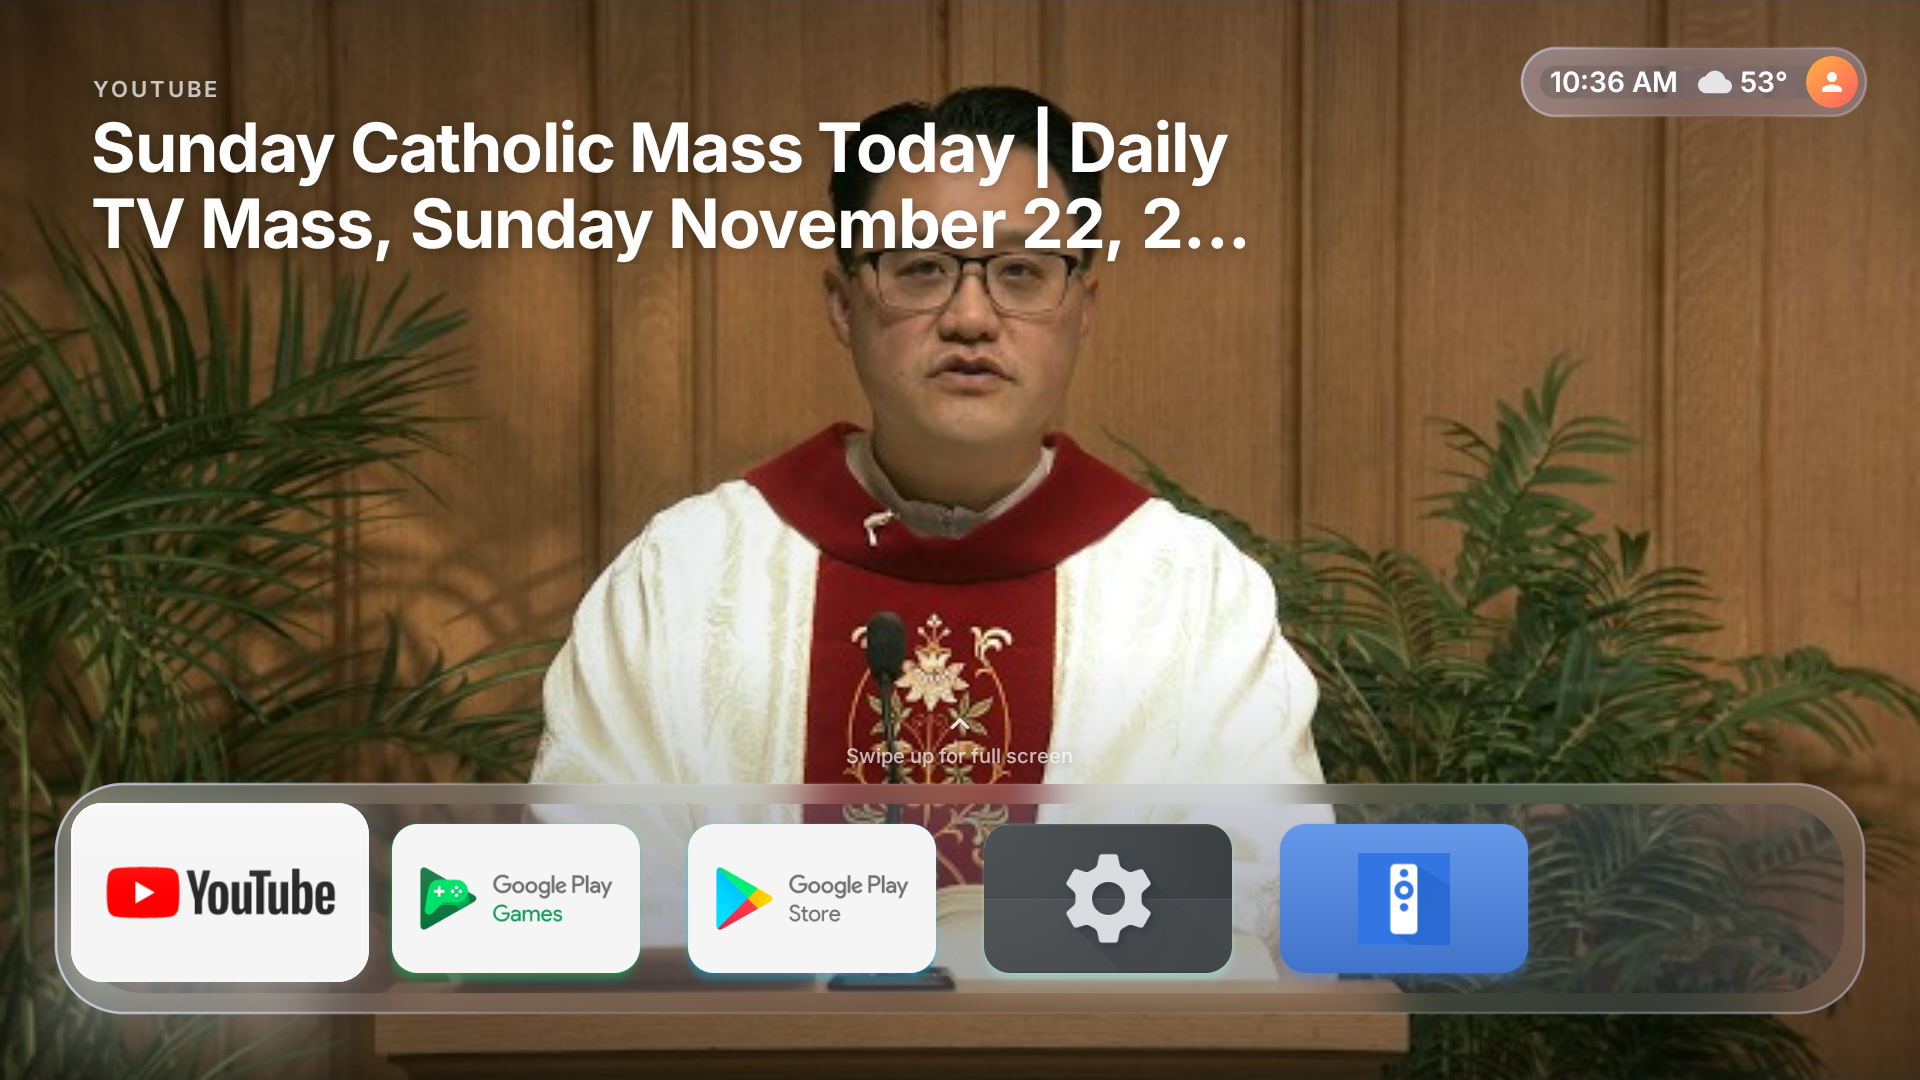 YOUTUBE
Sunday Catholic Mass Today | Daily
TV Mass, Sunday November 22, 2...
10:36 AM 53°
Swipe up for full screen
YouTube
Google Play
Games
Google Play
Store